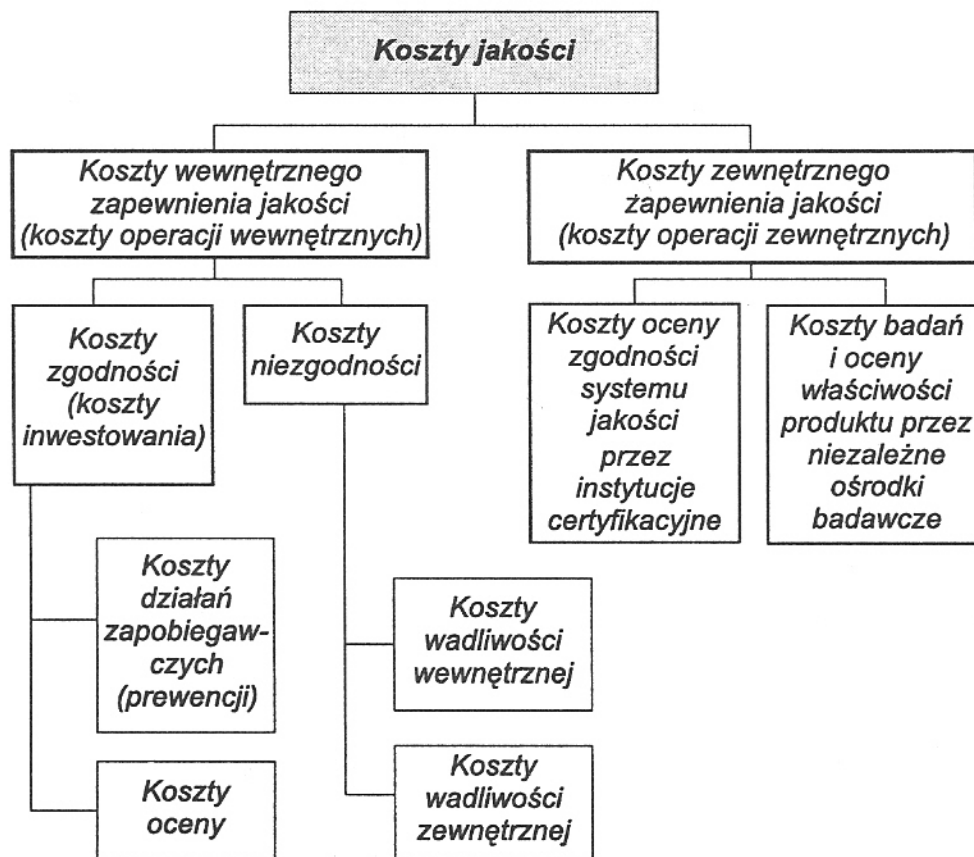 Koszty jakości
Koszty wewnętrznego
zapewnienia jakości
(koszty operacji wewnętrznych)
Koszty zewnętrznego
żapewnienia jakości
(koszty operacji zewnętrznych)
Koszty
zgodności
(koszty
inwestowania)
Koszty
niezgodności
Koszty oceny
zgodności
systemu
jakości
przez
instytucje
certyfikacyjne
Koszty badań
i oceny
właściwości
produktu przez
niezależne
ośrodki
badawcze
Koszty
działań
zapobiegaw-
czych
(prewencji)
Koszty
oceny
Koszty
wadliwości
wewnętrznej
Koszty
wadliwości
zewnętrznej